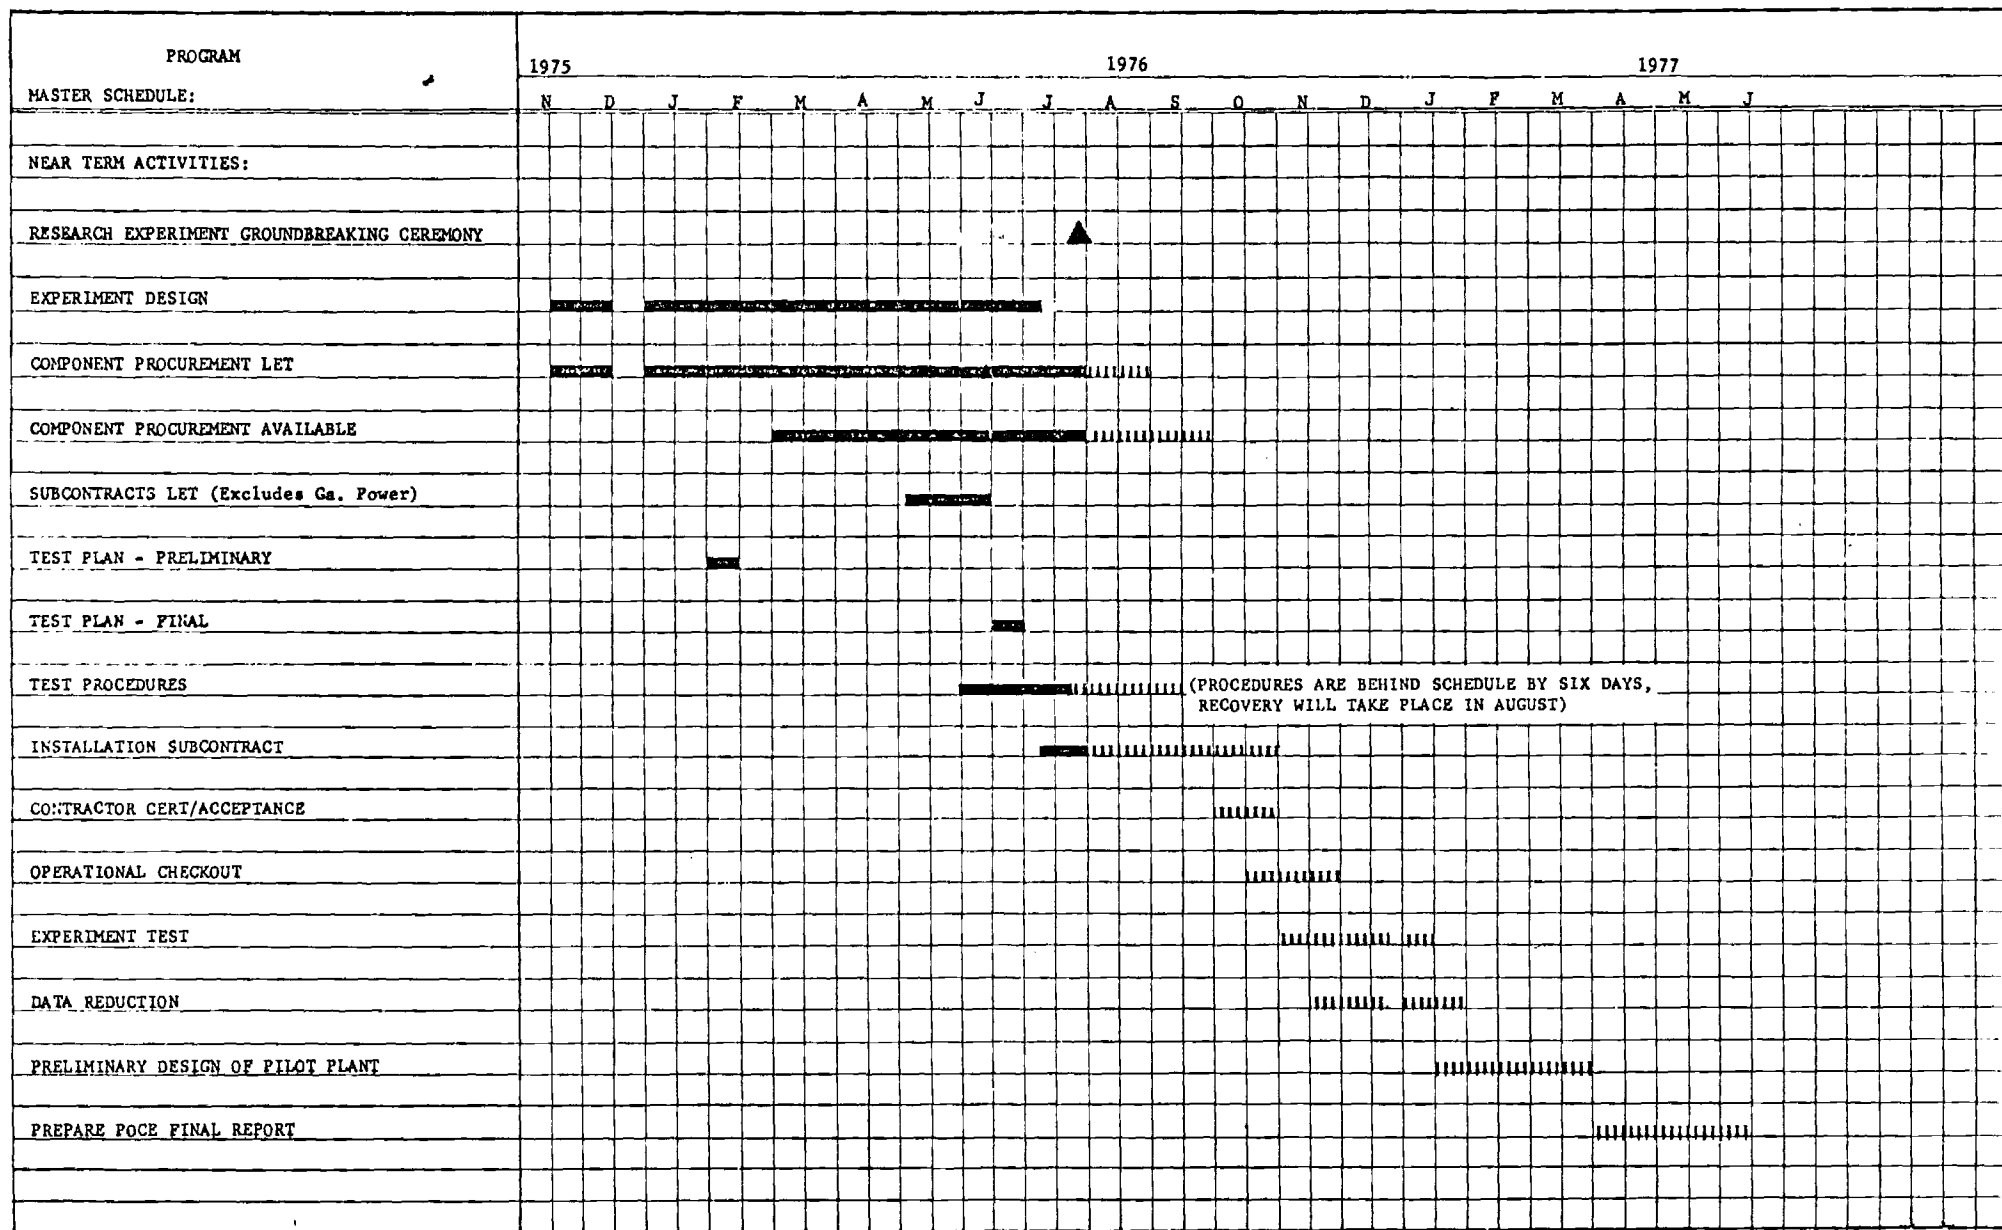 PROGRAM
1975 1976 1977
MASTER SCHEDULE:
N D J F M A M J J A S O N D J F M A M J
NEAR TERM ACTIVITIES:
RESEARCH EXPERIMENT GROUNDBREAKING CEREMONY
EXPERIMENT DESIGN
COMPONENT PROCUREMENT LET
COMPONENT PROCUREMENT AVAILABLE
SUBCONTRACTS LET (Excludes Ga. Power)
TEST PLAN - PRELIMINARY
TEST PLAN - FINAL
TEST PROCEDURES (PROCEDURES ARE BEHIND SCHEDULE BY SIX DAYS,
RECOVERY WILL TAKE PLACE IN AUGUST)
INSTALLATION SUBCONTRACT
CONTRACTOR CERT/ACCEPTANCE
OPERATIONAL CHECKOUT
EXPERIMENT TEST
DATA REDUCTION
PRELIMINARY DESIGN OF PILOT PLANT
PREPARE POCE FINAL REPORT